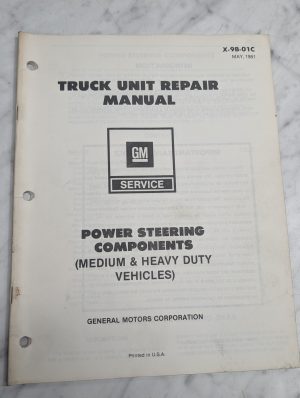 X-9B-01C
MAY, 1981
TRUCK UNIT REPAIR
MANUAL
GM
SERVICE
POWER STEERING
COMPONENTS
(MEDIUM & HEAVY DUTY
VEHICLES)
GENERAL MOTORS CORPORATION
Printed in U.S.A.